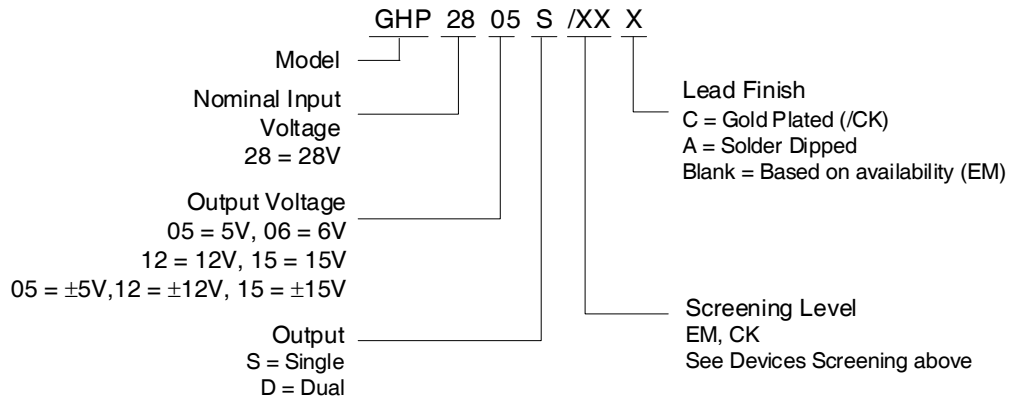 GHP 28 05 S /XX X
Model
Nominal Input
Voltage
28 = 28V
Output Voltage
05 = 5V, 06 = 6V
12 = 12V, 15 = 15V
05 = ±5V,12 = ±12V, 15 = ±15V
Output
S = Single
D = Dual
Lead Finish
C = Gold Plated (/CK)
A = Solder Dipped
Blank = Based on availability (EM)
Screening Level
EM, CK
See Devices Screening above